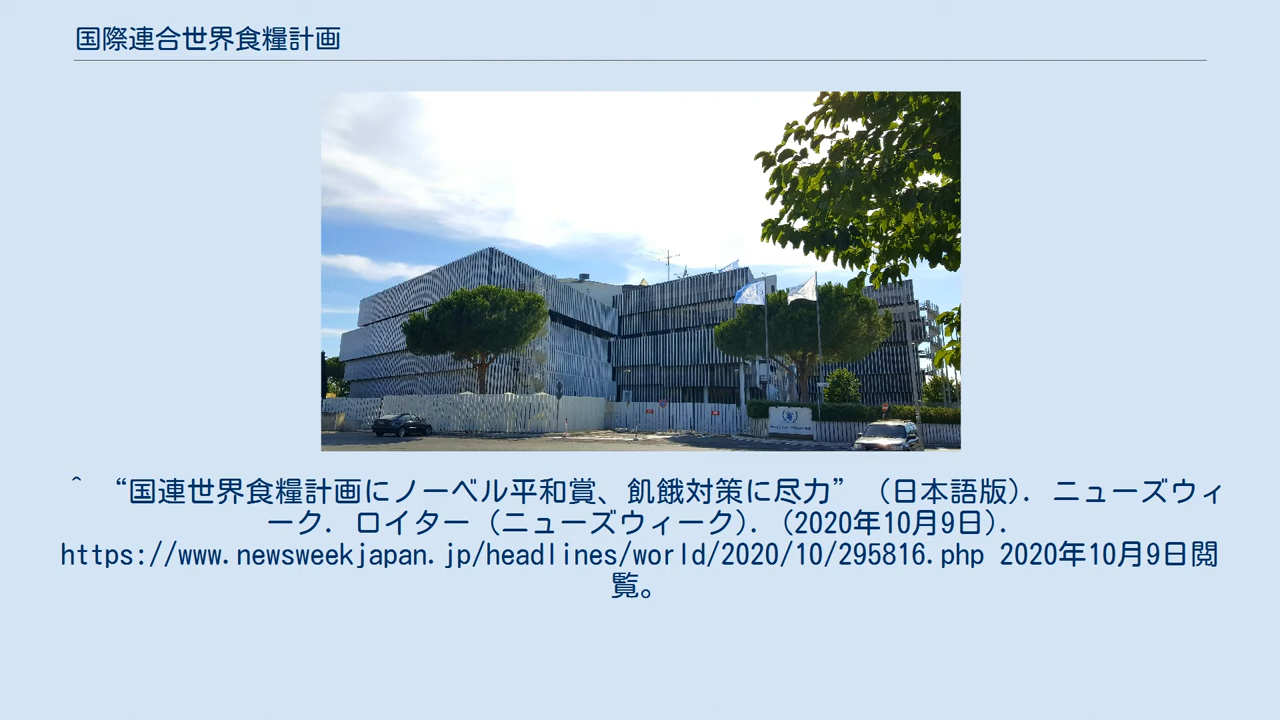 国際連合世界食糧計画
^ “国連世界食糧計画にノーベル平和賞、飢餓対策に尽力” (日本語版). ニューズウィ
ーク. ロイター (ニューズウィーク). (2020年10月9日).
https://www.newsweekjapan.jp/headlines/world/2020/10/295816.php 2020年10月9日閲
覧。